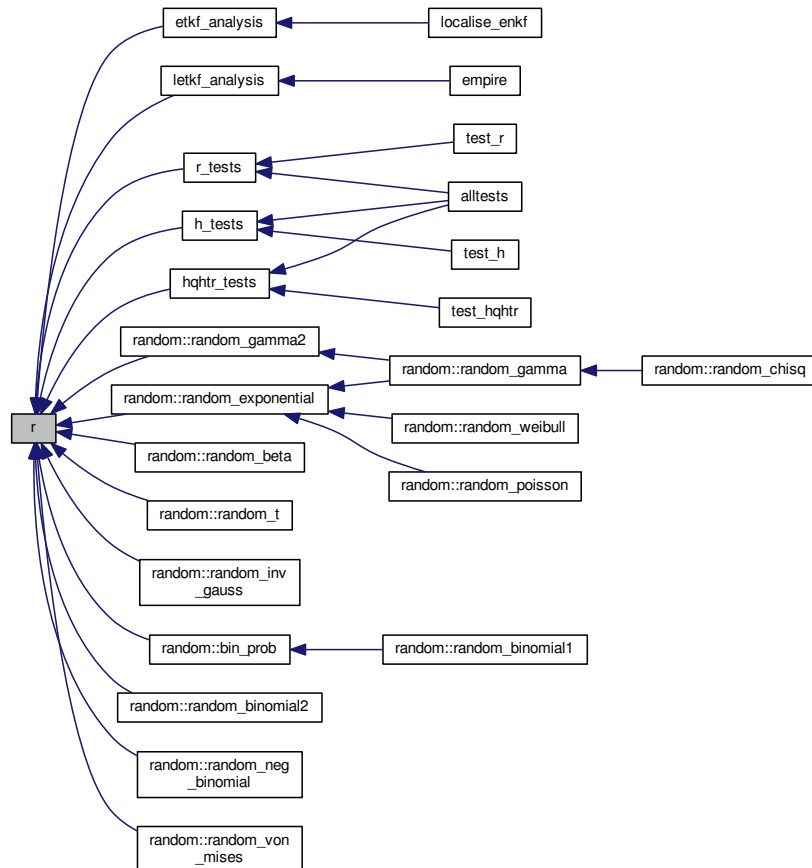 etkf_analysis
localise_enkf
letkf_analysis
empire
test_r
r_tests
alltests
h_tests
test_h
hqhtr_tests
test_hqhtr
random::random_gamma2
random::random_gamma
random::random_chisq
random::random_exponential
r
random::random_weibull
random::random_beta
random::random_poisson
random::random_t
random::random_inv
_gauss
random::bin_prob
random::random_binomial1
random::random_binomial2
random::random_neg
_binomial
random::random_von
_mises